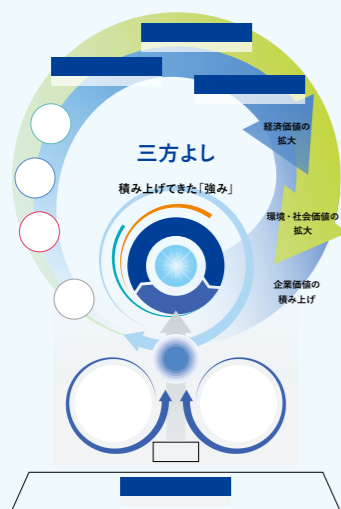 三方よし
積み上げてきた「強み」
経済価値の
拡大
環境・社会価値の
拡大
企業価値の
積み上げ